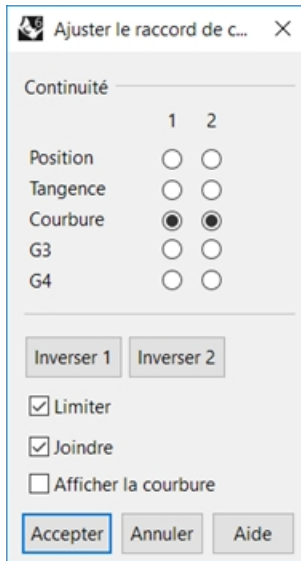 Ajuster le raccord de c...
Continuité
1 2
Position
Tangence
Courbure
G3
G4
Inverser 1 Inverser 2
Limiter
Joindre
Afficher la courbure
Accepter Annuler Aide